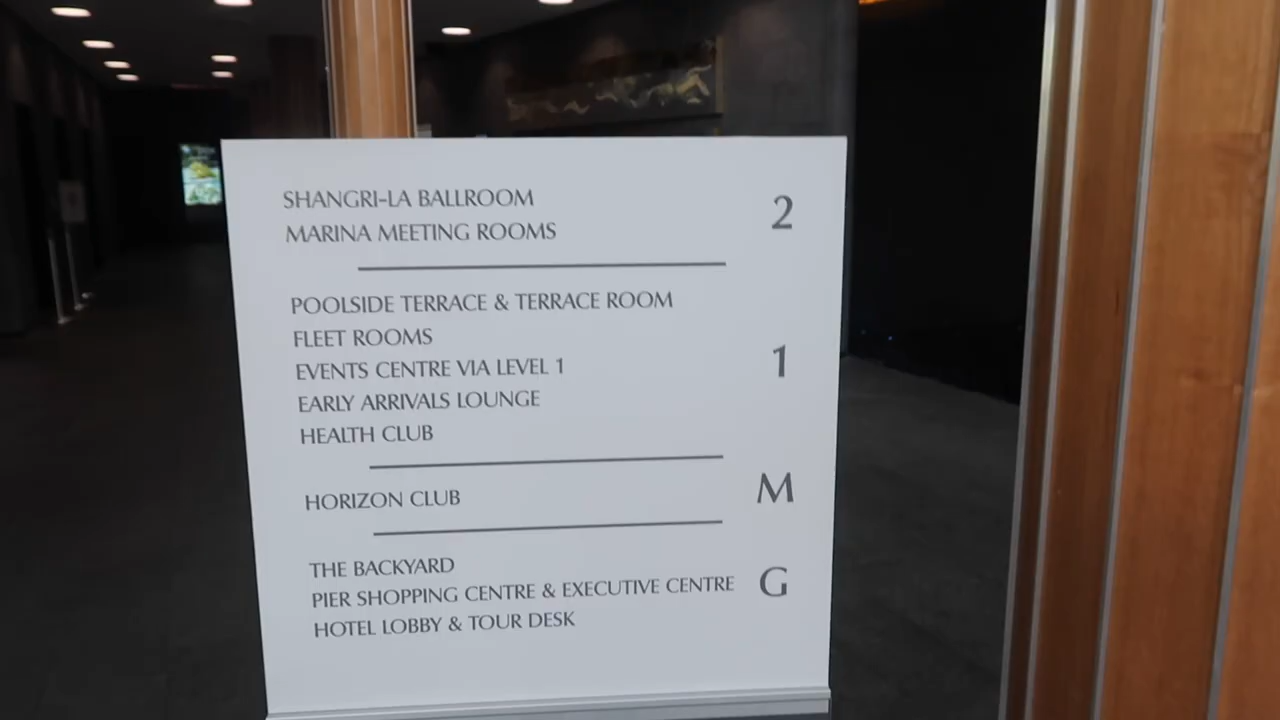 SHANGRI-LA BALLROOM
MARINA MEETING ROOMS
2
POOLSIDE TERRACE & TERRACE ROOM
FLEET ROOMS
EVENTS CENTRE VIA LEVEL 1
EARLY ARRIVALS LOUNGE
HEALTH CLUB
1
HORIZON CLUB
M
THE BACKYARD
PIER SHOPPING CENTRE & EXECUTIVE CENTRE
HOTEL LOBBY & TOUR DESK
G